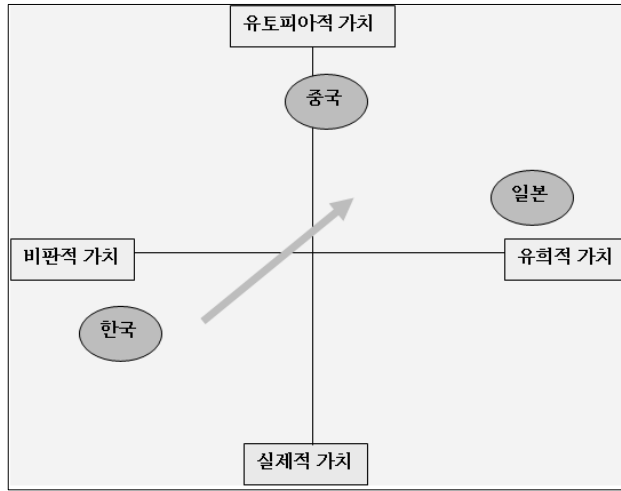 유토피아적 가치
중국
일본
비판적 가치
유희적 가치
한국
실제적 가치